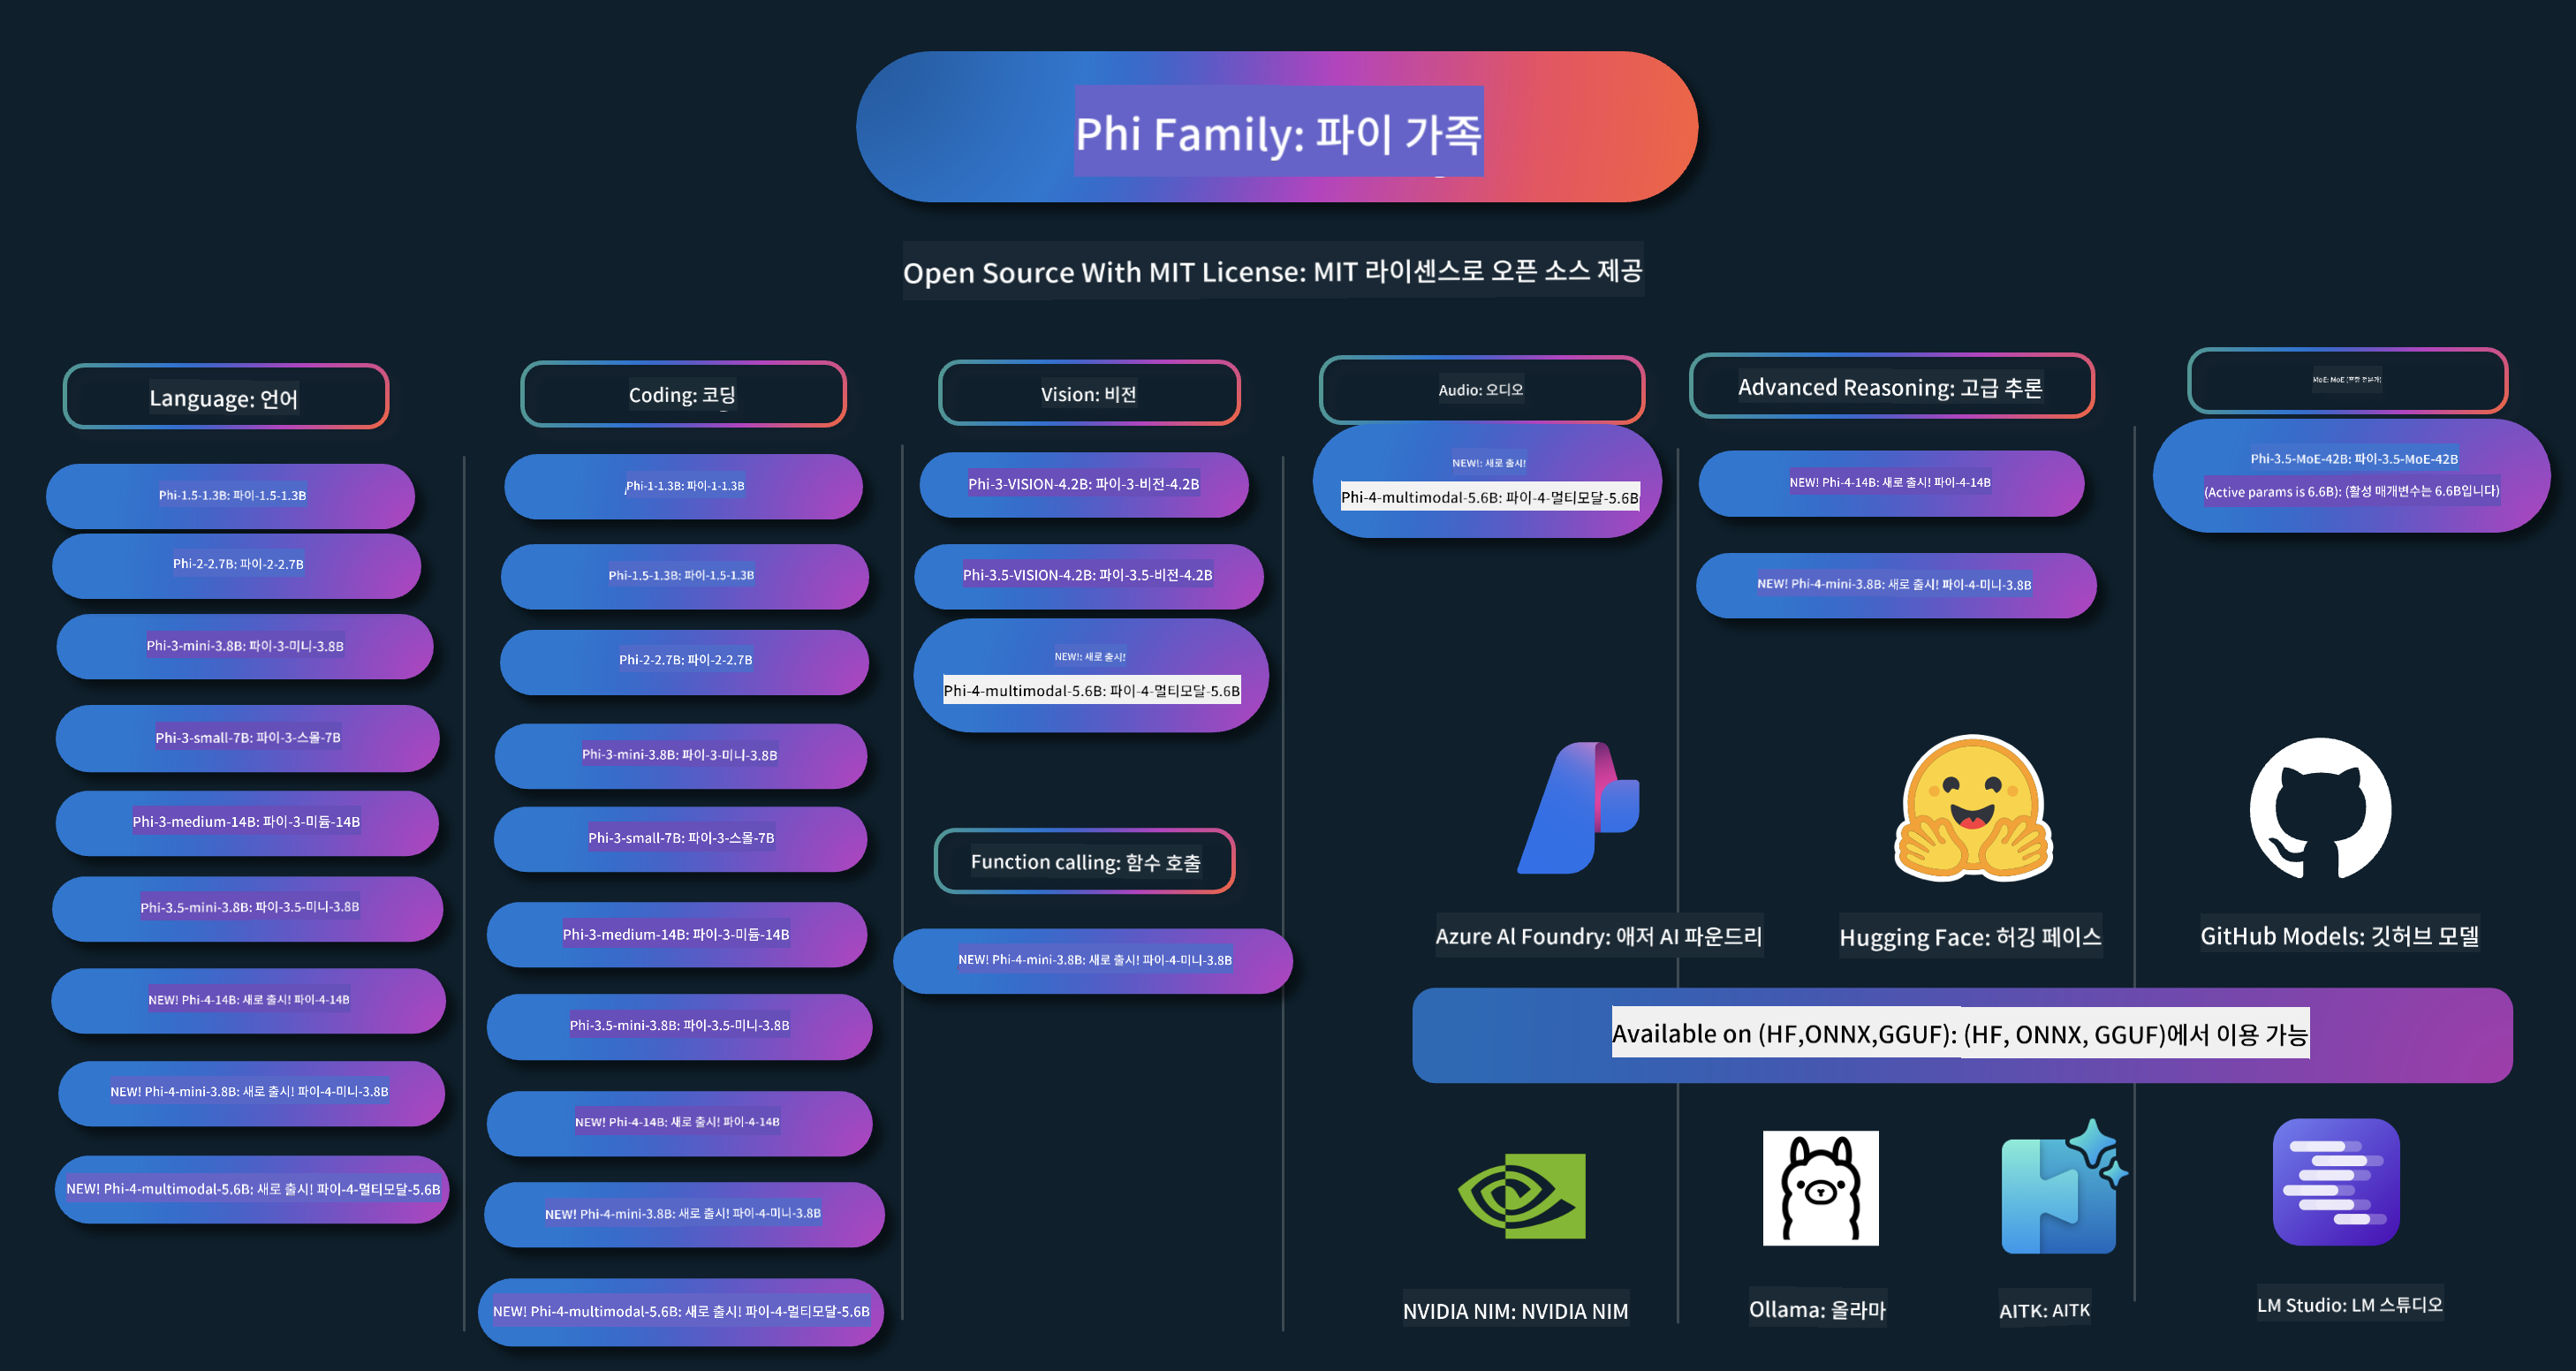 Phi Family: 파이 가족
Open Source With MIT License: MIT 라이센스로 오픈 소스 제공
Language: 언어
Phi-1.5-1.3B: 파이-1.5-1.3B
Phi-2-2.7B: 파이-2-2.7B
Phi-3-mini-3.8B: 파이-3-미니-3.8B
Phi-3-small-7B: 파이-3-스몰-7B
Phi-3-medium-14B: 파이-3-미듐-14B
Phi-3.5-mini-3.8B: 파이-3.5-미니-3.8B
NEW! Phi-4-14B: 새로 출시! 파이-4-14B
NEW! Phi-4-mini-3.8B: 새로 출시! 파이-4-미니-3.8B
NEW! Phi-4-multimodal-5.6B: 새로 출시! 파이-4-멀티모달-5.6B
Coding: 코딩
Phi-1-1.3B: 파이-1-1.3B
Phi-1.5-1.3B: 파이-1.5-1.3B
Phi-2-2.7B: 파이-2-2.7B
Phi-3-mini-3.8B: 파이-3-미니-3.8B
Phi-3-small-7B: 파이-3-스몰-7B
Phi-3-medium-14B: 파이-3-미듐-14B
Phi-3.5-mini-3.8B: 파이-3.5-미니-3.8B
NEW! Phi-4-14B: 새로 출시! 파이-4-14B
NEW! Phi-4-mini-3.8B: 새로 출시! 파이-4-미니-3.8B
NEW! Phi-4-multimodal-5.6B: 새로 출시! 파이-4-멀티모달-5.6B
Vision: 비전
Phi-3-VISION-4.2B: 파이-3-비전-4.2B
Phi-3.5-VISION-4.2B: 파이-3.5-비전-4.2B
NEW!: 새로 출시!
Phi-4-multimodal-5.6B: 파이-4-멀티모달-5.6B
Function calling: 함수 호출
NEW! Phi-4-mini-3.8B: 새로 출시! 파이-4-미니-3.8B
Audio: 오디오
NEW!: 새로 출시!
Phi-4-multimodal-5.6B: 파이-4-멀티모달-5.6B
Advanced Reasoning: 고급 추론
NEW! Phi-4-14B: 새로 출시! 파이-4-14B
NEW! Phi-4-mini-3.8B: 새로 출시! 파이-4-미니-3.8B
MoE: MoE
Phi-3.5-MoE-42B: 파이-3.5-MoE-42B
(Active params is 6.6B): (활성 매개변수는 6.6B입니다)
Azure Al Foundry: 애저 AI 파운드리
Hugging Face: 허깅 페이스
GitHub Models: 깃허브 모델
Available on (HF,ONNX,GGUF): (HF, ONNX, GGUF)에서 이용 가능
NVIDIA NIM: NVIDIA NIM
Ollama: 올라마
AITK: AITK
LM Studio: LM 스튜디오